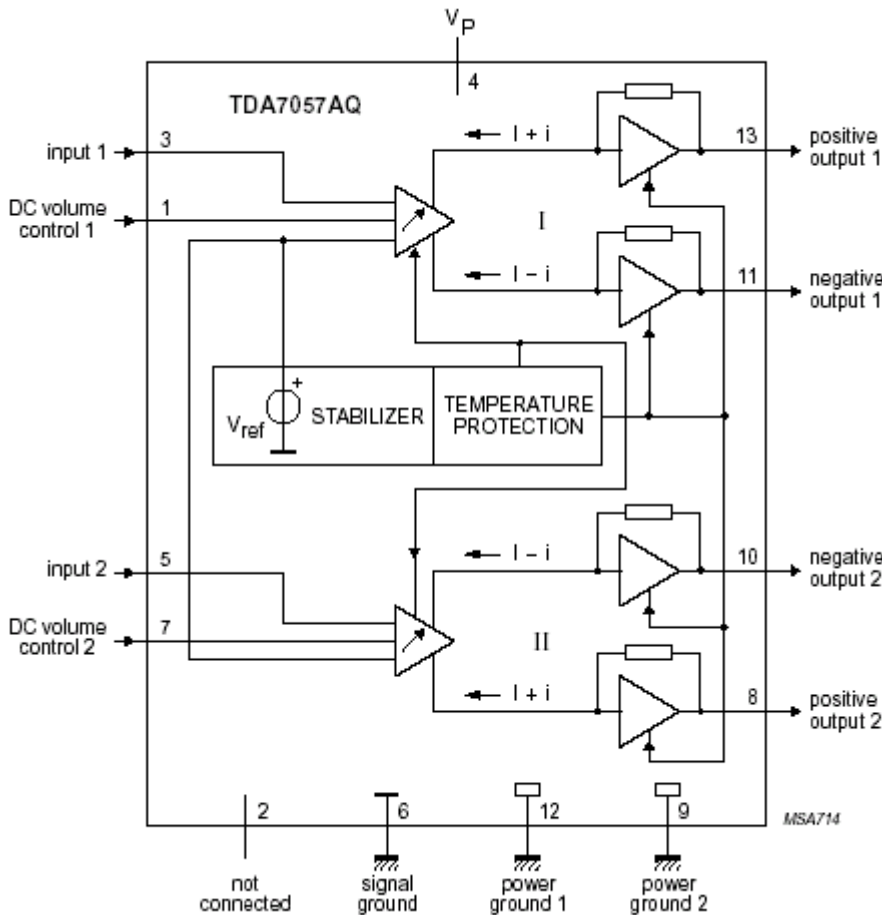 V
P
4
TDA7057AQ
3
input 1
I + i
13
positive
output 1
DC volume
control 1
1
I
I – i
11
negative
output 1
+
V ref
STABILIZER
TEMPERATURE
PROTECTION
5
input 2
I – i
10
negative
output 2
DC volume
control 2
7
II
I + i
8
positive
output 2
2
6
12
9
MSA714
not
connected
signal
ground
power
ground 1
power
ground 2